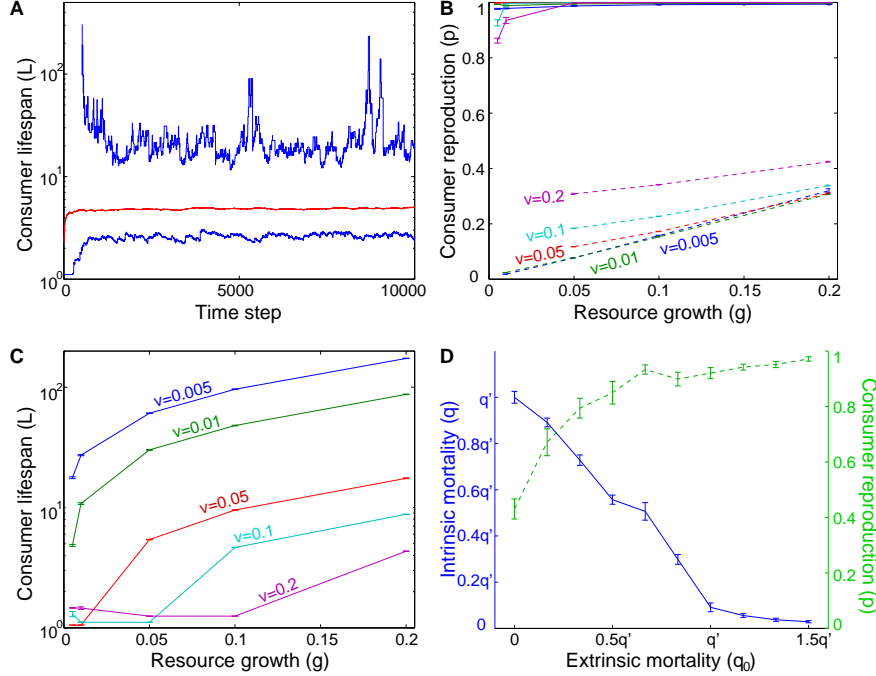 A
Consumer lifespan (L)
10²
10¹
10⁰
0
5000
10000
Time step
B
Consumer reproduction (p)
1
0.8
0.6
0.4
0.2
0
v=0.2
v=0.1
v=0.05
v=0.01
v=0.005
0
0.05
0.1
0.15
0.2
Resource growth (g)
C
Consumer lifespan (L)
10²
10¹
10⁰
v=0.005
v=0.01
v=0.05
v=0.1
v=0.2
0
0.05
0.1
0.15
0.2
Resource growth (g)
D
Intrinsic mortality (q)
q'
0.8q'
0.6q'
0.4q'
0.2q'
0
0
0.5q'
q'
1.5q'
Extrinsic mortality (q₀)
1
0.8
0.6
0.4
0.2
0
Consumer reproduction (p)